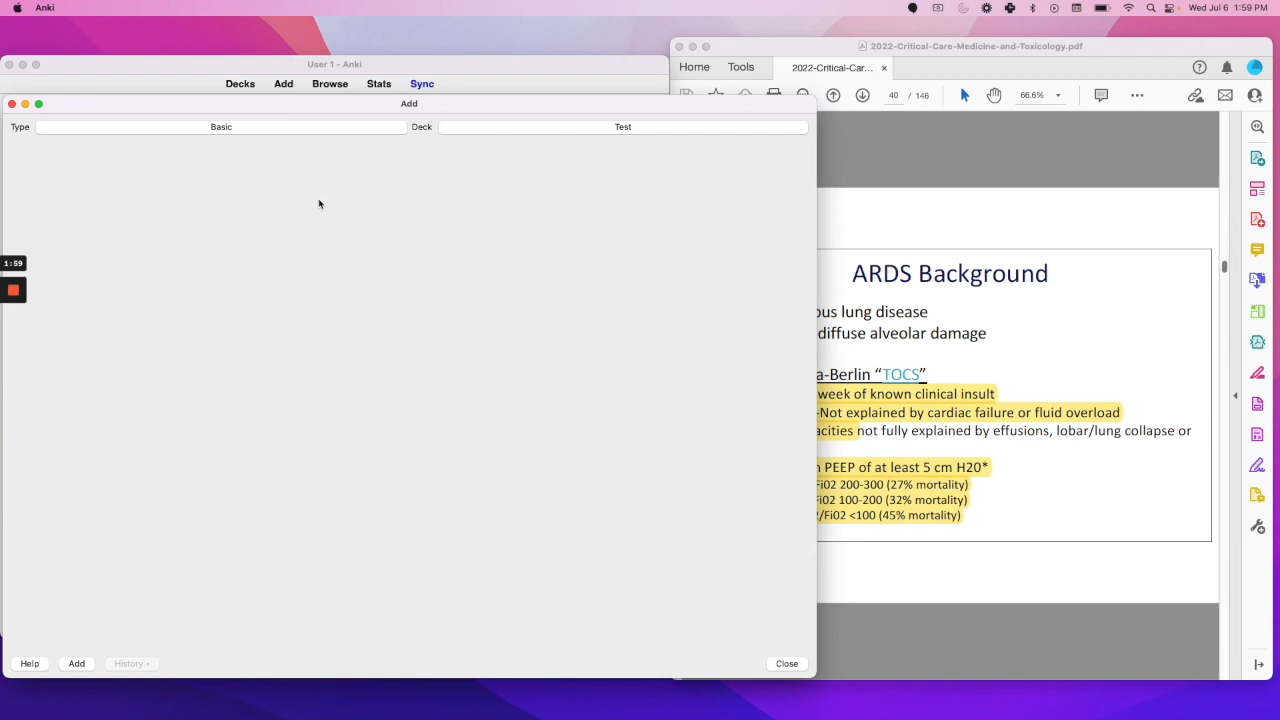 Anki
Wed Jul 6 1:59 PM
2022-Critical-Care-Medicine-and-Toxicology.pdf
User 1 - Anki
Home Tools 2022-Critical-Car... ×
Decks Add Browse Stats Sync
40 / 146 66.6%
Add
Type Basic Deck Test
1:59
ARDS Background
ous lung disease
diffuse alveolar damage
a-Berlin “TOCS”
week of known clinical insult
-Not explained by cardiac failure or fluid overload
acities not fully explained by effusions, lobar/lung collapse or
n PEEP of at least 5 cm H20*
Fi02 200-300 (27% mortality)
Fi02 100-200 (32% mortality)
2/Fi02 <100 (45% mortality)
Help Add History Close